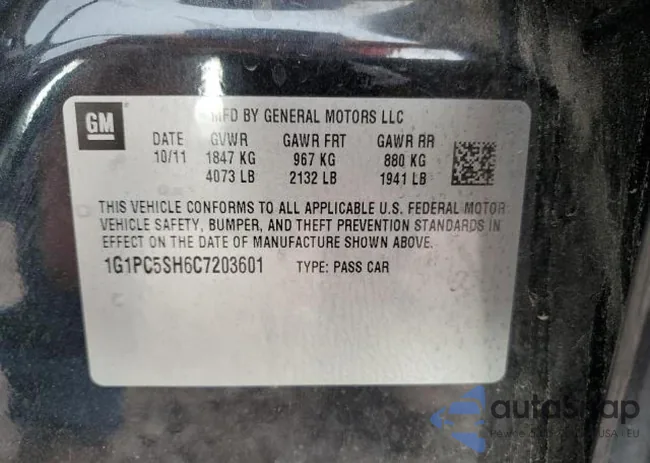 GM
MFD BY GENERAL MOTORS LLC
DATE GVWR GAWR FRT GAWR RR
10/11 1847 KG 967 KG 880 KG
4073 LB 2132 LB 1941 LB
THIS VEHICLE CONFORMS TO ALL APPLICABLE U.S. FEDERAL MOTOR
VEHICLE SAFETY, BUMPER, AND THEFT PREVENTION STANDARDS IN
EFFECT ON THE DATE OF MANUFACTURE SHOWN ABOVE.
1G1PC5SH6C7203601 TYPE: PASS CAR
USA - EU